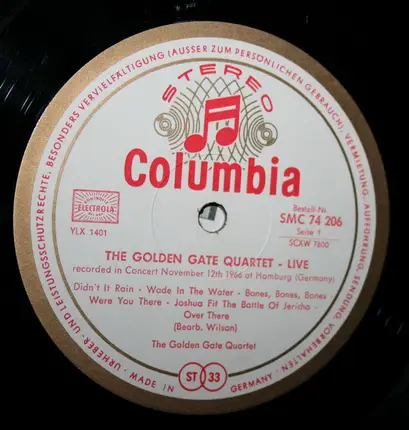 URHEBER- UND LEISTUNGSSCHUTZRECHTE, BESONDERS VERVIELFÄLTIGUNG (AUSSER ZUM PERSÖNLICHEN GEBRAUCH), VERMIETUNG, AUFFÜHRUNG, SENDUNG, VORBEHALTEN
STEREO
Columbia
ELECTROLA
YLX 1401
Bestell-Nr.
SMC 74 206
Seite 1
SCXW 7600
THE GOLDEN GATE QUARTET - LIVE
recorded in Concert November 12th 1966 at Hamburg (Germany)
Didn't It Rain - Wade In The Water - Bones, Bones, Bones
Were You There - Joshua Fit The Battle Of Jericho -
Over There
(Bearb. Wilson)
The Golden Gate Quartet
MADE IN GERMANY
ST 33